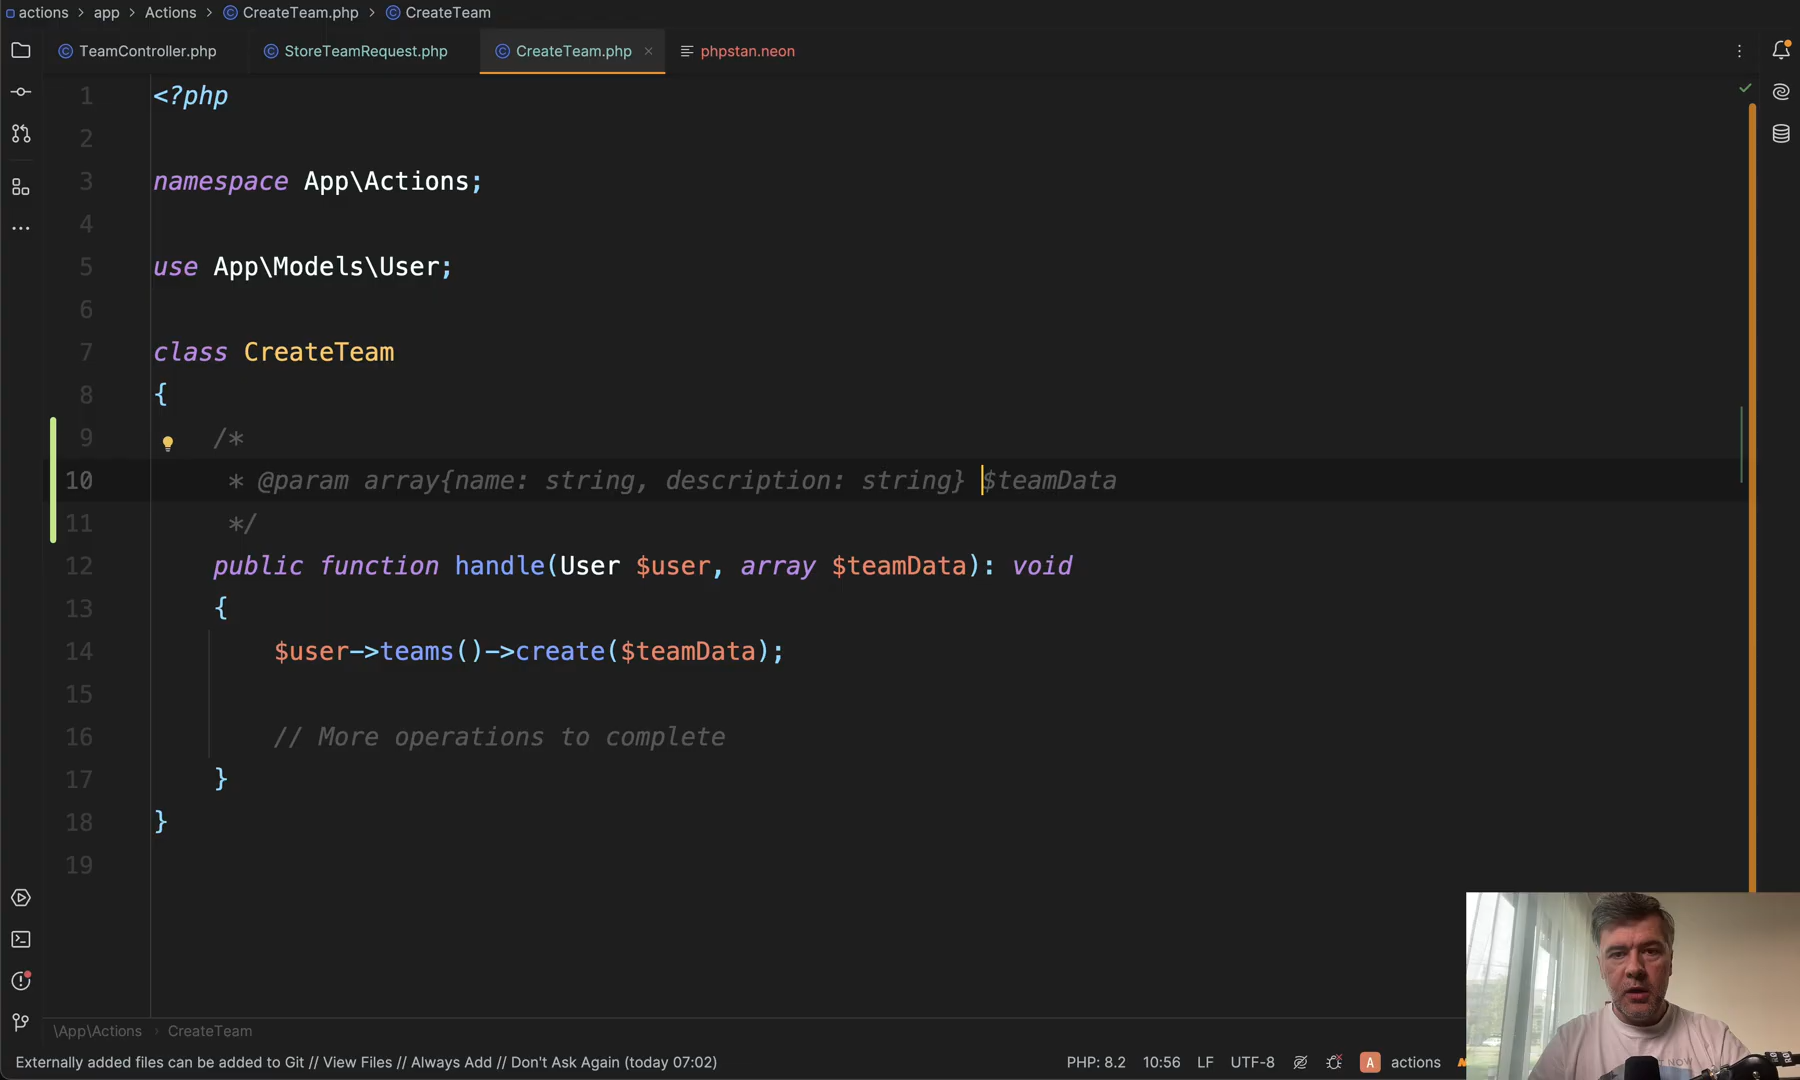 actions > app > Actions > CreateTeam.php > CreateTeam
TeamController.php StoreTeamRequest.php CreateTeam.php × phpstan.neon
1 <?php
2
3 namespace App\Actions;
4
5 use App\Models\User;
6
7 class CreateTeam
8 {
9 /*
10 * @param array{name: string, description: string} $teamData
11 */
12 public function handle(User $user, array $teamData): void
13 {
14 $user->teams()->create($teamData);
15
16 // More operations to complete
17 }
18 }
19
\App\Actions > CreateTeam
Externally added files can be added to Git // View Files // Always Add // Don't Ask Again (today 07:02) PHP: 8.2 10:56 LF UTF-8 A actions